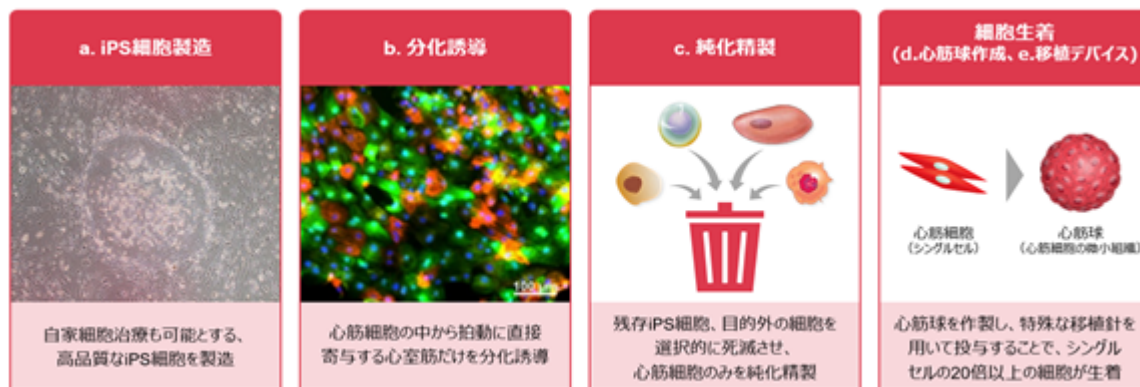 a. iPS細胞製造
自家細胞治療も可能とする、
高品質なiPS細胞を製造
b. 分化誘導
100 μm
心筋細胞の中から拍動に直接
寄与する心室筋だけを分化誘導
c. 純化精製
残存iPS細胞、目的外の細胞を
選択的に死滅させ、
心筋細胞のみを純化精製
細胞生着
(d.心筋球作成、e.移植デバイス)
心筋細胞
(シングルセル)
心筋球
(心筋細胞の微小組織)
心筋球を作製し、特殊な移植針を
用いて投与することで、シングル
セルの20倍以上の細胞が生着